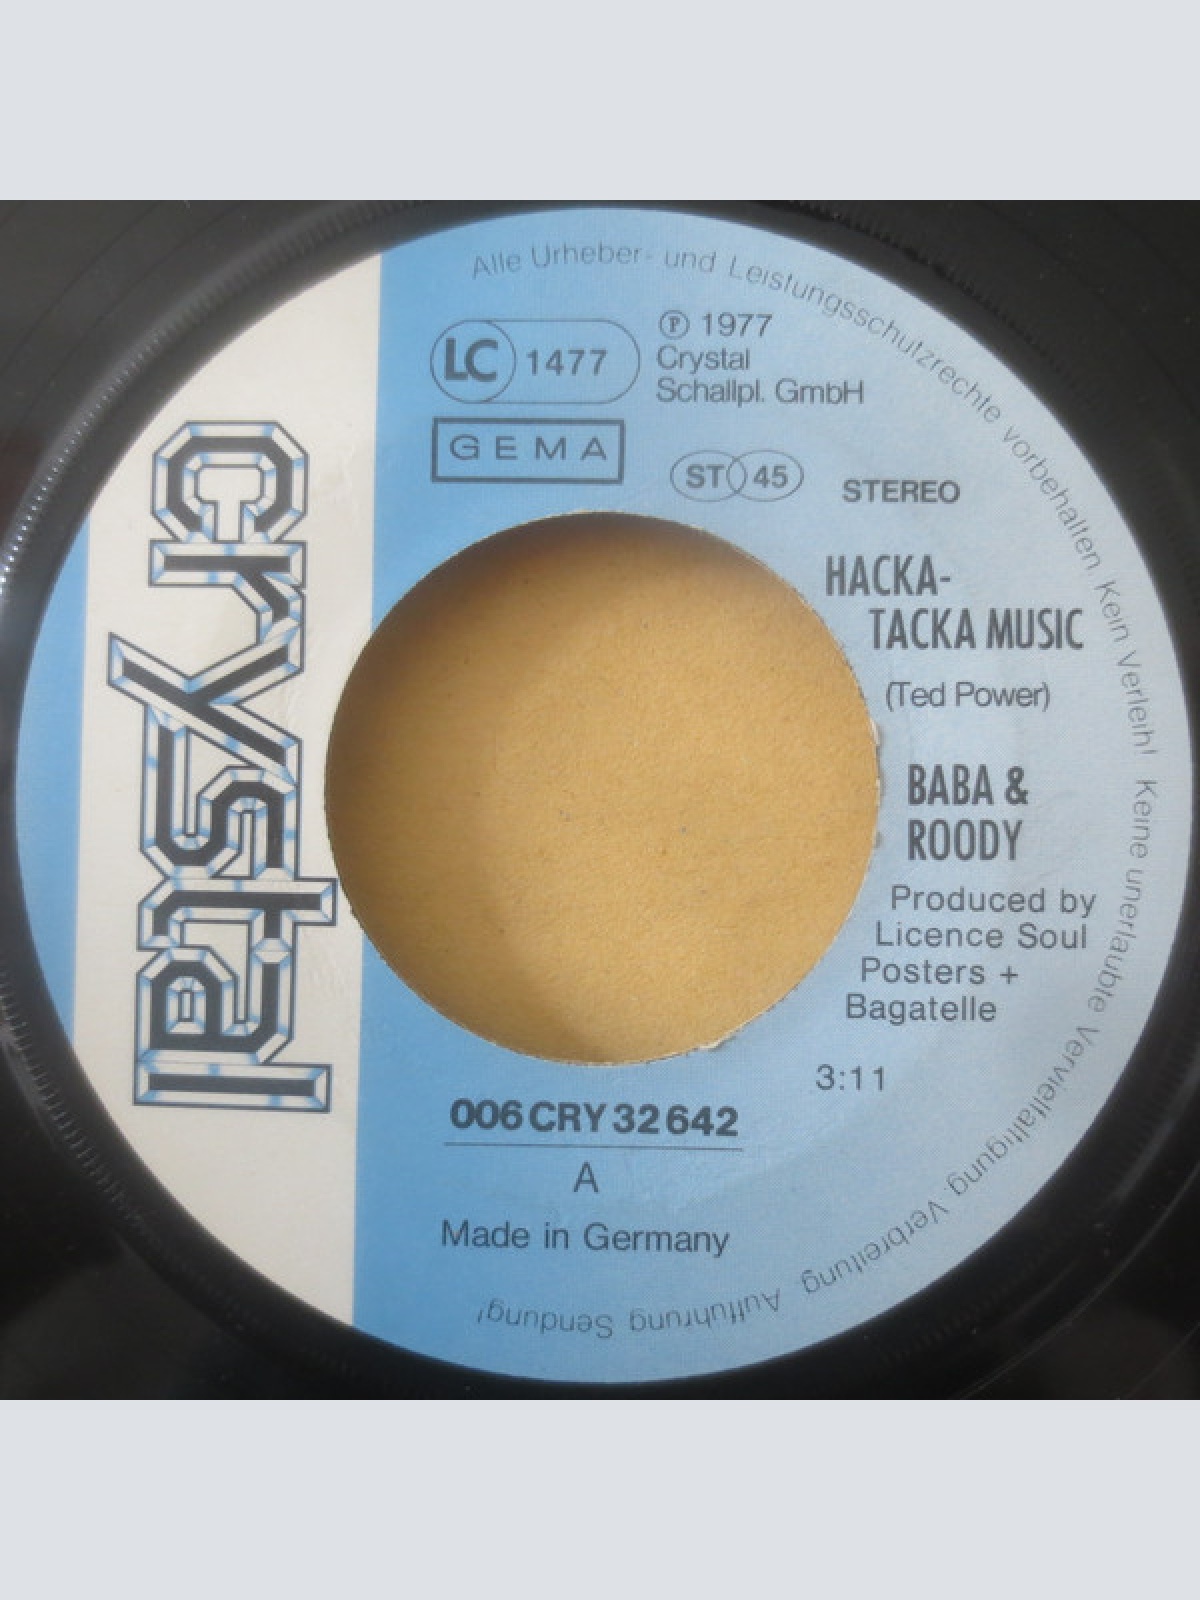 Alle Urheber- und Leistungsschutzrechte vorbehalten. Kein Verleih! Keine unerlaubte Vervielfältigung, Verbreitung, Aufführung, Sendung!
crystal
LC 1477
℗ 1977
Crystal
Schallpl. GmbH
GEMA
ST 45
STEREO
HACKA-
TACKA MUSIC
(Ted Power)
BABA &
ROODY
Produced by
Licence Soul
Posters +
Bagatelle
3:11
006 CRY 32 642
A
Made in Germany